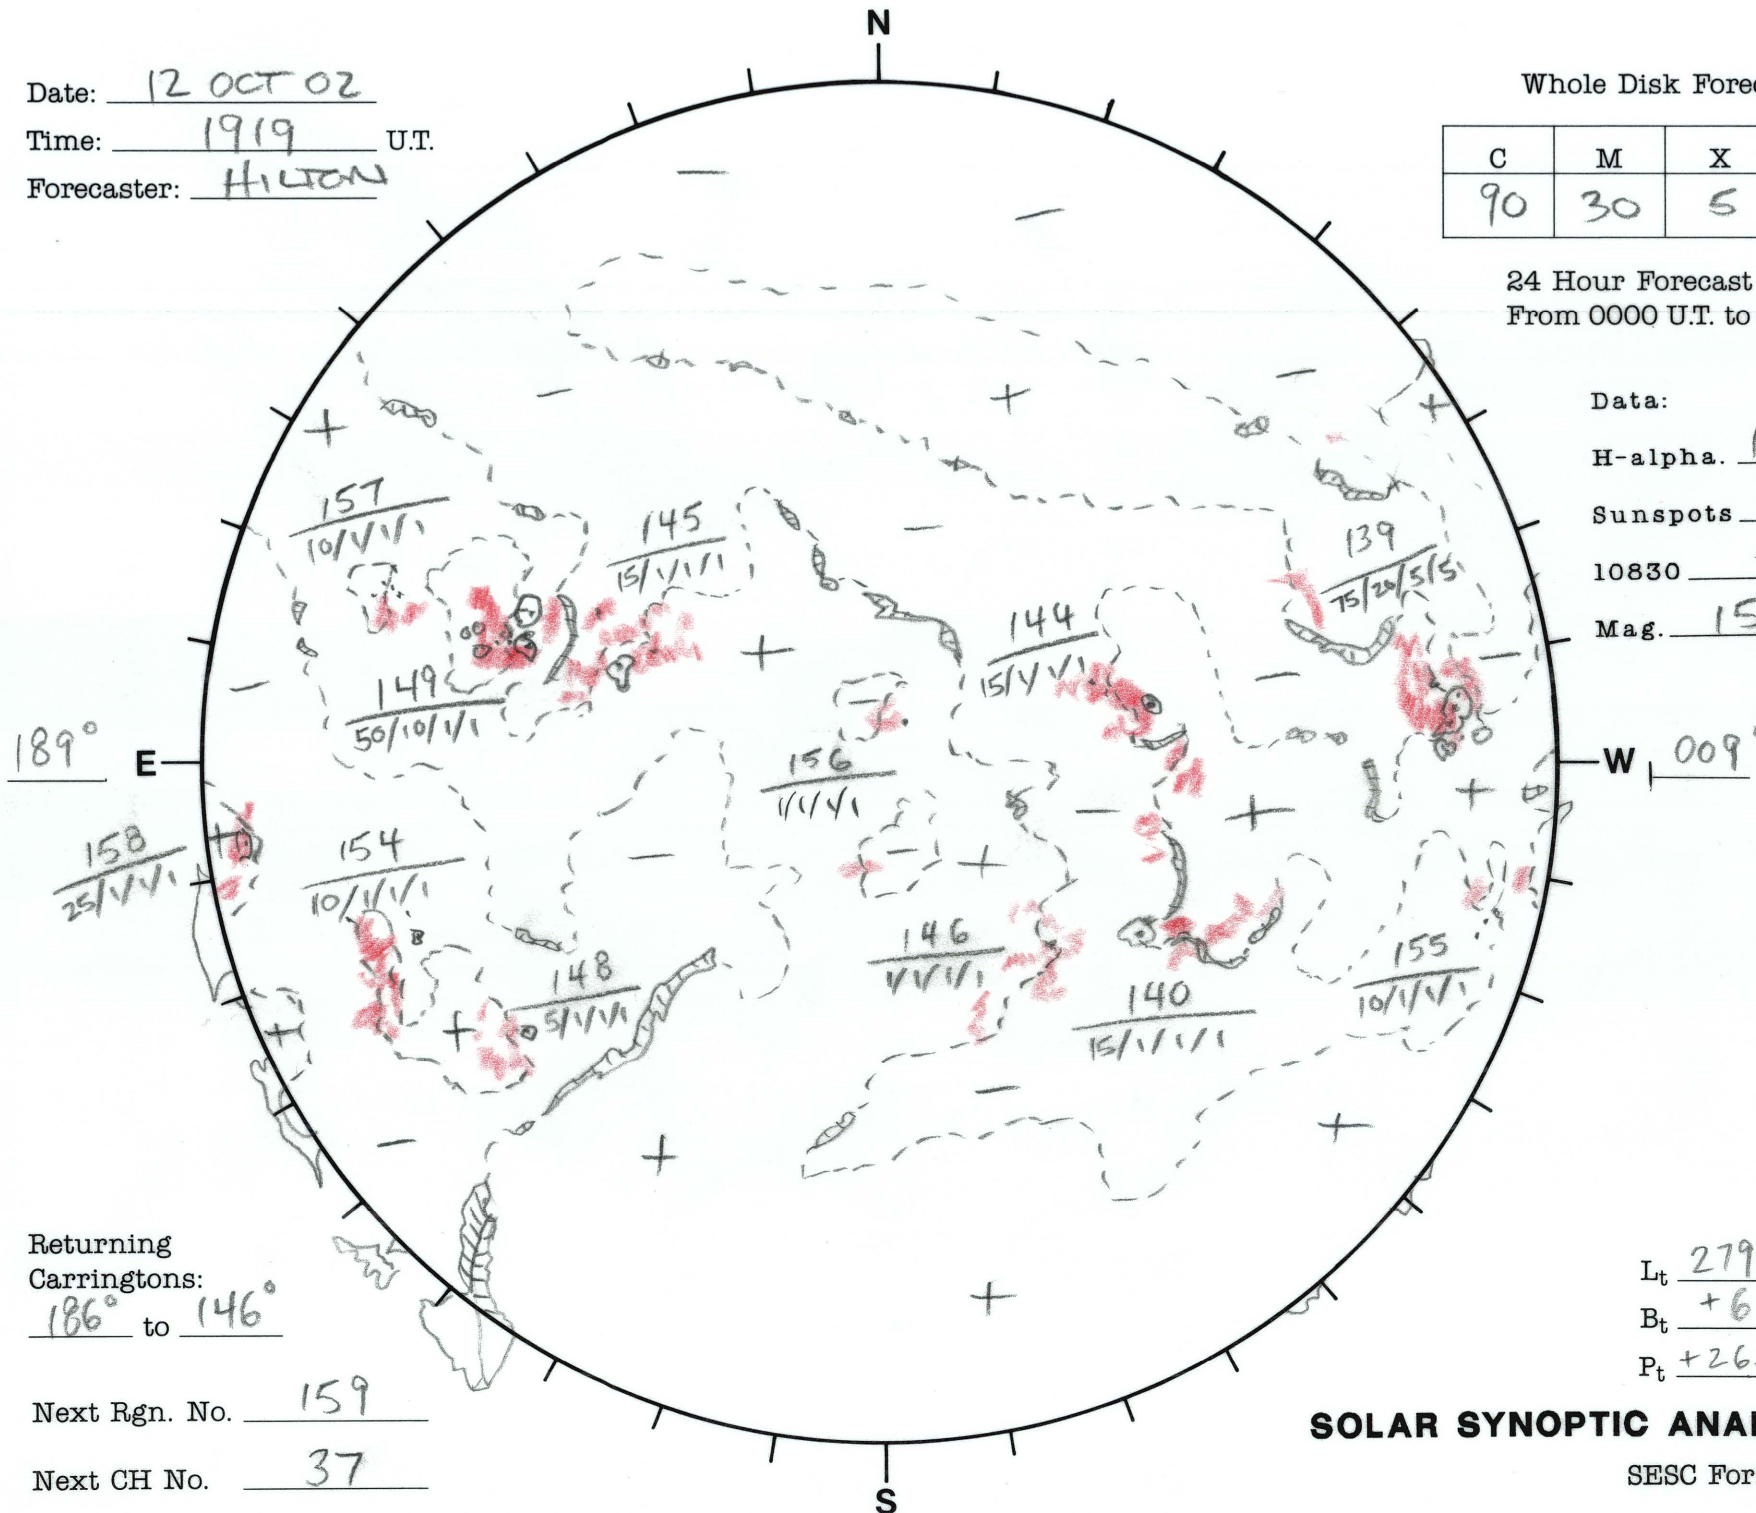 N
Date: 12 OCT 02
Time: 1919 U.T.
Forecaster: HILTON
Whole Disk Fore
C M X
90 30 5
24 Hour Forecast
From 0000 U.T. to
Data:
H-alpha.
Sunspots
10830
Mag. 15
157
10/1/1/1
145
15/1/1/1
139
75/20/5/5
144
15/1/1/1
149
50/10/1/1
189° E
W 009°
156
1/1/1/1
158
25/1/1/1
154
10/1/1/1
146
1/1/1/1
155
10/1/1/1
148
5/1/1/1
140
15/1/1/1
Returning
Carringtons:
186° to 146°
Next Rgn. No. 159
Next CH No. 37
Lt 279
Bt +6
Pt +26.
SOLAR SYNOPTIC ANA
SESC For
S